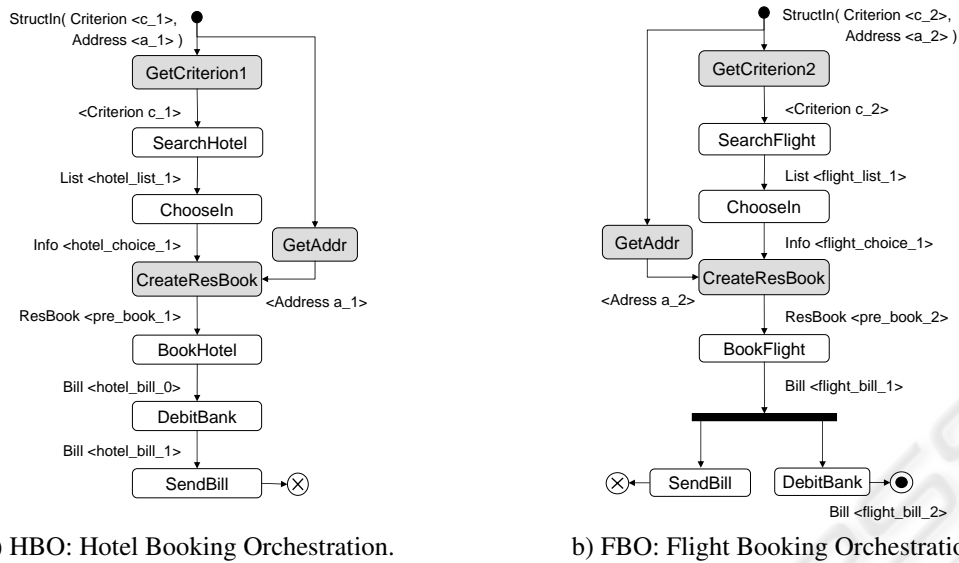 StructIn( Criterion <c_1>,
Address <a_1> )
GetCriterion1
<Criterion c_1>
SearchHotel
List <hotel_list_1>
ChooseIn
Info <hotel_choice_1>
GetAddr
CreateResBook
<Address a_1>
ResBook <pre_book_1>
BookHotel
Bill <hotel_bill_0>
DebitBank
Bill <hotel_bill_1>
SendBill
) HBO: Hotel Booking Orchestration.
StructIn( Criterion <c_2>,
Address <a_2> )
GetCriterion2
<Criterion c_2>
SearchFlight
List <flight_list_1>
ChooseIn
GetAddr
Info <flight_choice_1>
CreateResBook
<Adress a_2>
ResBook <pre_book_2>
BookFlight
Bill <flight_bill_1>
SendBill
DebitBank
Bill <flight_bill_2>
b) FBO: Flight Booking Orchestratio